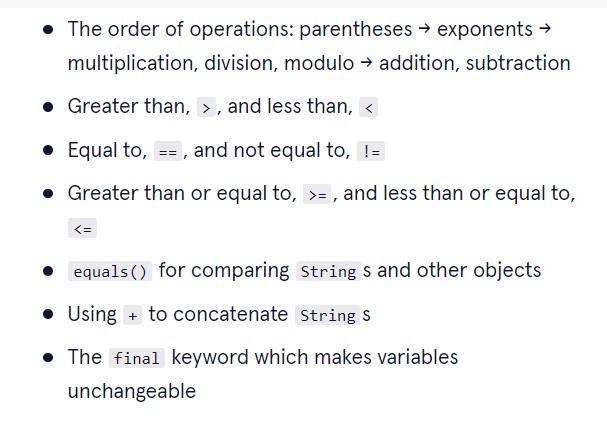 • The order of operations: parentheses → exponents →
multiplication, division, modulo → addition, subtraction
• Greater than, >, and less than, <
• Equal to, ==, and not equal to, !=
• Greater than or equal to, >=, and less than or equal to,
<=
• equals() for comparing Strings and other objects
• Using + to concatenate Strings
• The final keyword which makes variables
unchangeable